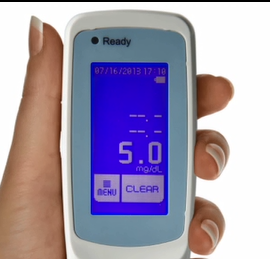 Ready
07/16/2013 17:10
--.-
--.-
5.0
mg/dL
MENU CLEAR